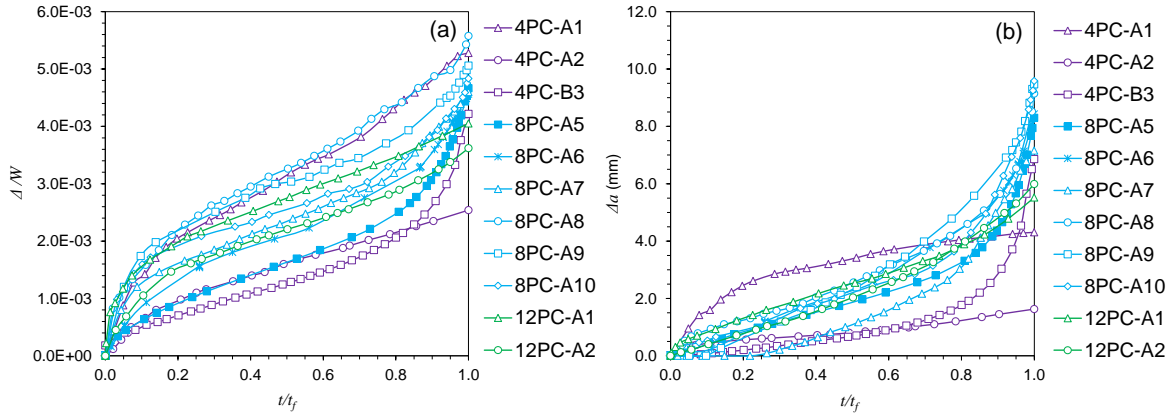 (a)
6.0E-03
5.0E-03
4.0E-03
3.0E-03
2.0E-03
1.0E-03
0.0E+00
Δ/W
0.0 0.2 0.4 0.6 0.8 1.0
t/tf
4PC-A1
4PC-A2
4PC-B3
8PC-A5
8PC-A6
8PC-A7
8PC-A8
8PC-A9
8PC-A10
12PC-A1
12PC-A2
(b)
12.0
10.0
8.0
6.0
4.0
2.0
0.0
Δa (mm)
0.0 0.2 0.4 0.6 0.8 1.0
t/tf
4PC-A1
4PC-A2
4PC-B3
8PC-A5
8PC-A6
8PC-A7
8PC-A8
8PC-A9
8PC-A10
12PC-A1
12PC-A2